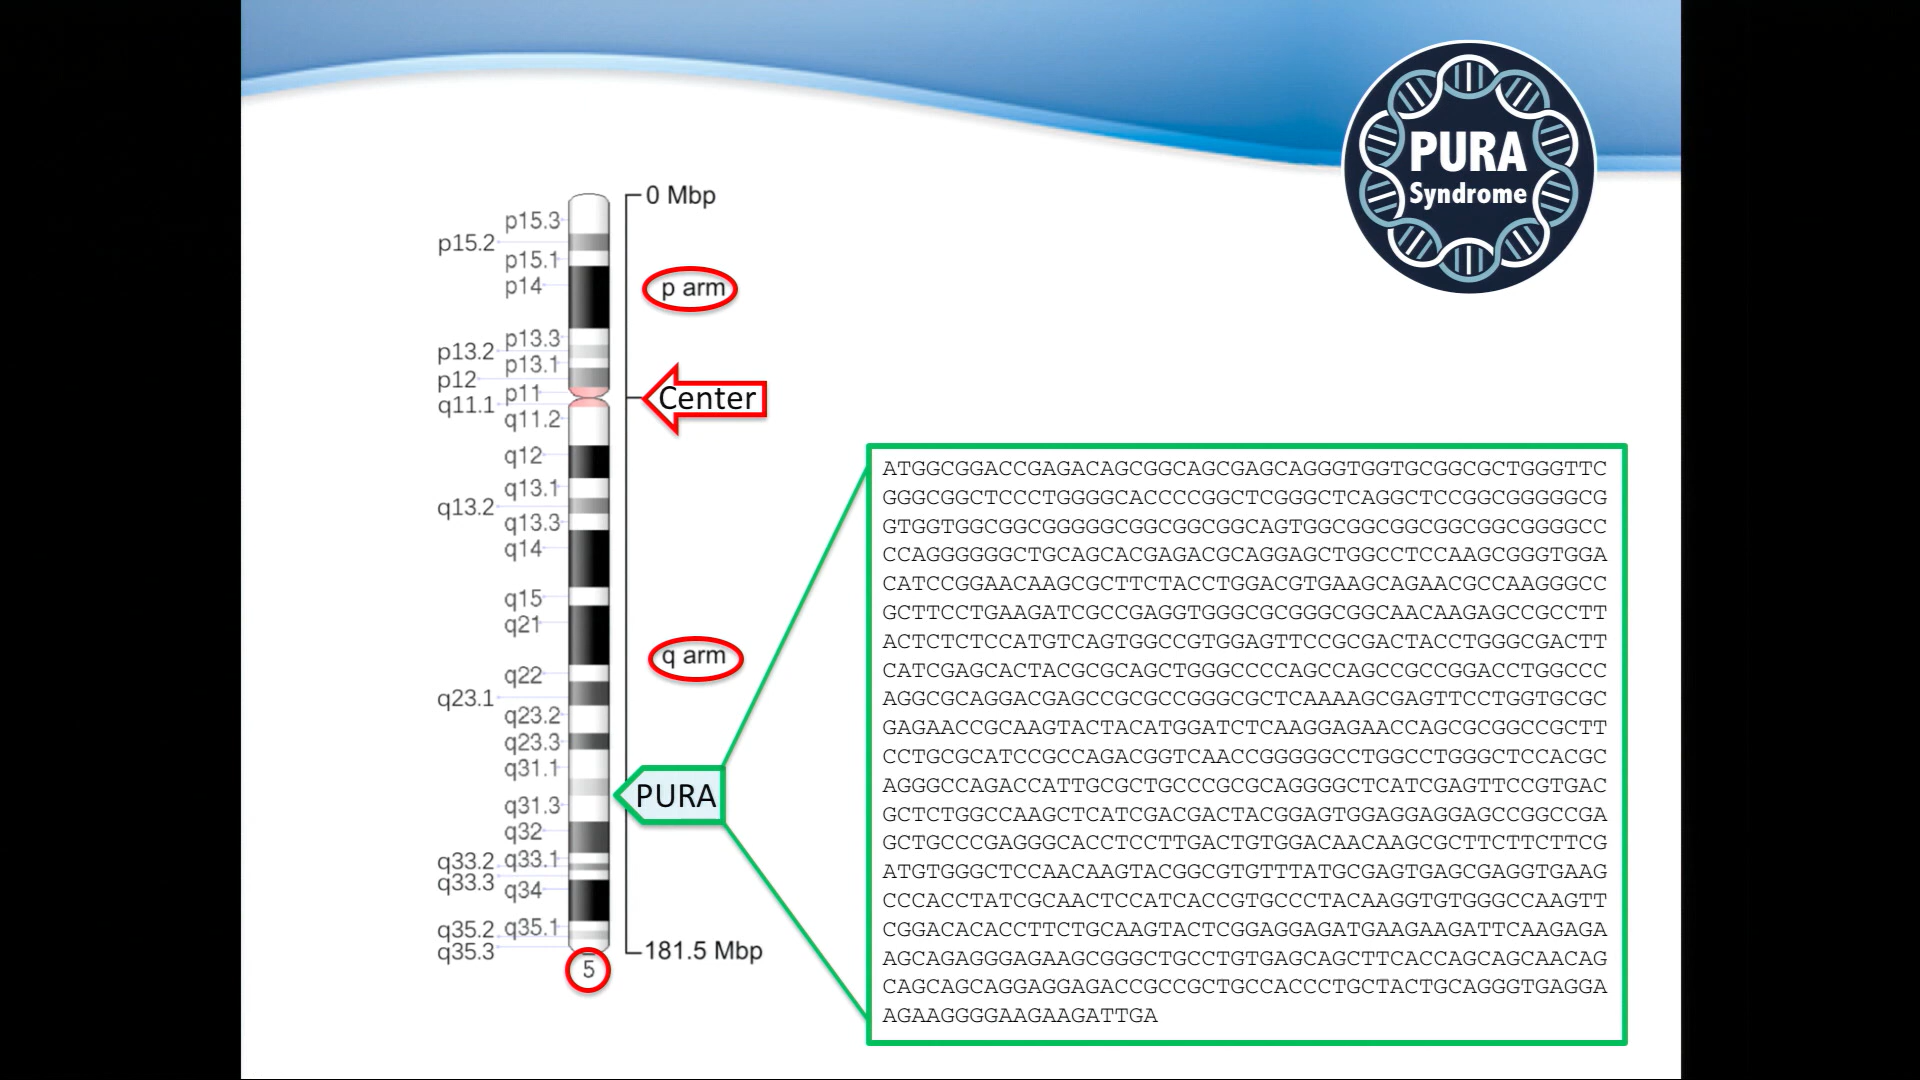 PURA
Syndrome
0 Mbp
p15.3
p15.2
p15.1
p14
p arm
p13.3
p13.2
p13.1
p12
p11
Center
q11.1
q11.2
q12
q13.1
q13.2
q13.3
q14
q15
q21
q arm
q22
q23.1
q23.2
q23.3
q31.1
PURA
q31.3
q32
q33.2 q33.1
q33.3
q34
q35.2 q35.1
q35.3
181.5 Mbp
5
ATGGCGGACCGAGACAGCGGCAGCGAGCAGGGTGGTGCGGCGCTGGGTTC
GGGCGGCTCCCTGGGGCACCCCGGCTCGGGCTCAGGCTCCGGCGGGGGCG
GTGGTGGCGGCGGGGGCGGCGGCGGCAGTGGCGGCGGCGGCGGCGGGGCC
CCAGGGGGGCTGCAGCACGAGACGCAGGAGCTGGCCTCCAAGCGGGTGGA
CATCCGGAACAAGCGCTTCTACCTGGACGTGAAGCAGAACGCCAAGGGCC
GCTTCCTGAAGATCGCCGAGGTGGGCGCGGGCGGCAACAAGAGCCGCCTT
ACTCTCTCCATGTCAGTGGCCGTGGAGTTCCGCGACTACCTGGGCGACTT
CATCGAGCACTACGCGCAGCTGGGCCCCAGCCAGCCGCCGGACCTGGCCC
AGGCGCAGGACGAGCCGCGCCGGGCGCTCAAAAGCGAGTTCCTGGTGCGC
GAGAACCGCAAGTACTACATGGATCTCAAGGAGAACCAGCGCGGCCGCTT
CCTGCGCATCCGCCAGACGGTCAACCGGGGGCCTGGCCTGGGCTCCACGC
AGGGCCAGACCATTGCGCTGCCCGCGCAGGGGCTCATCGAGTTCCGTGAC
GCTCTGGCCAAGCTCATCGACGACTACGGAGTGGAGGAGGAGCCGGCCGA
GCTGCCCGAGGGCACCTCCTTGACTGTGGACAACAAGCGCTTCTTCTTCG
ATGTGGGCTCCAACAAGTACGGCGTGTTTATGCGAGTGAGCGAGGTGAAG
CCCACCTATCGCAACTCCATCACCGTGCCCTACAAGGTGTGGGCCAAGTT
CGGACACACCTTCTGCAAGTACTCGGAGGAGATGAAGAAGATTCAAGAGA
AGCAGAGGGAGAAGCGGGCTGCCTGTGAGCAGCTTCACCAGCAGCAACAG
CAGCAGCAGGAGGAGACCGCCGCTGCCACCCTGCTACTGCAGGGTGAGGA
AGAAGGGGAAGAAGATTGA